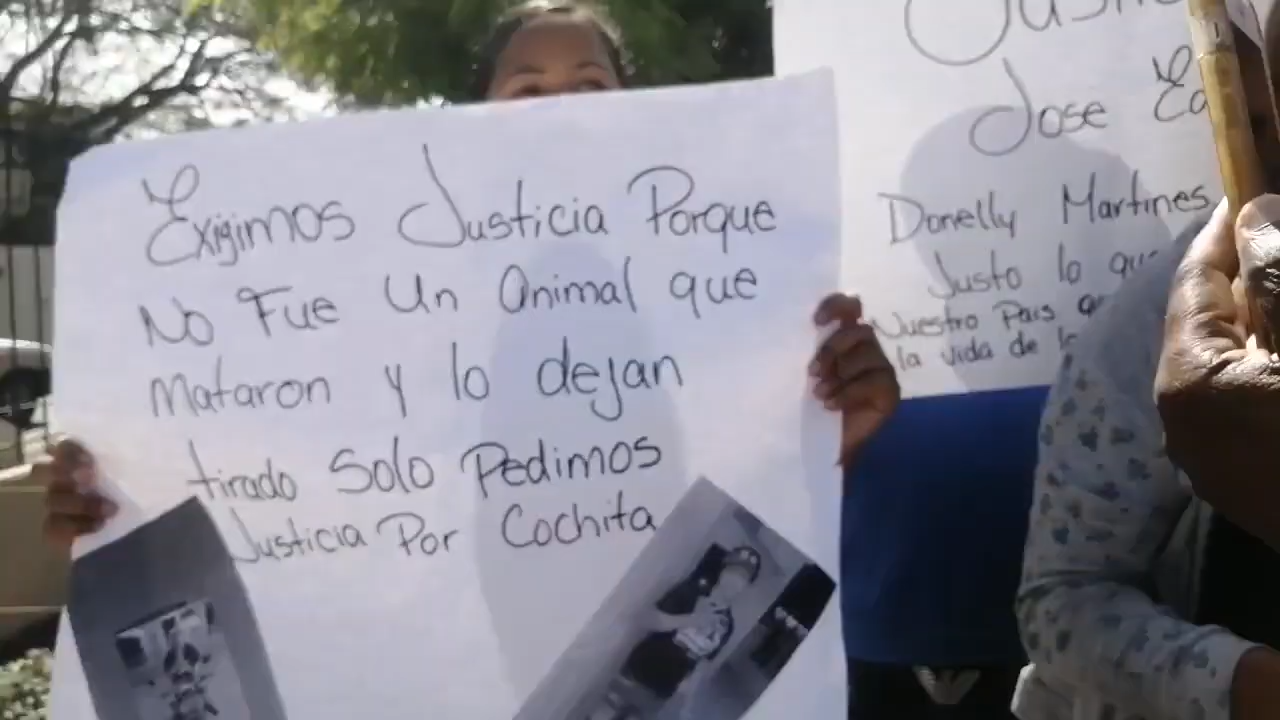 Exigimos Justicia Porque
No Fue Un Animal que
Mataron y lo dejan
tirado Solo Pedimos
Justicia Por Cochita
Jose
Donelly Martines
Justo lo
Nuestro Pais
la vida de